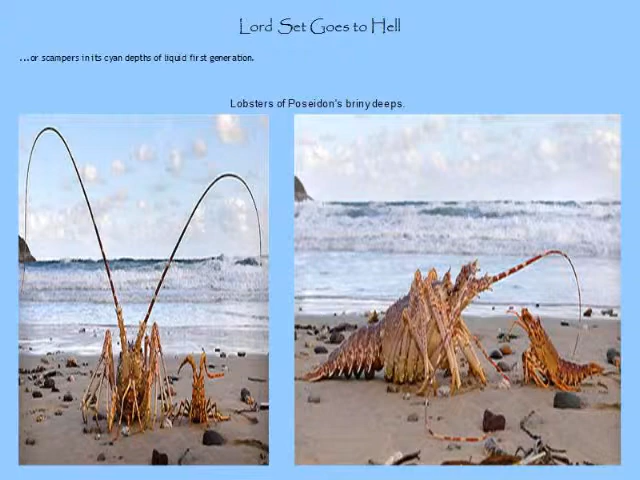 Lord Set Goes to Hell
...or scampers in its cyan depths of liquid first generation.
Lobsters of Poseidon's briny deeps.